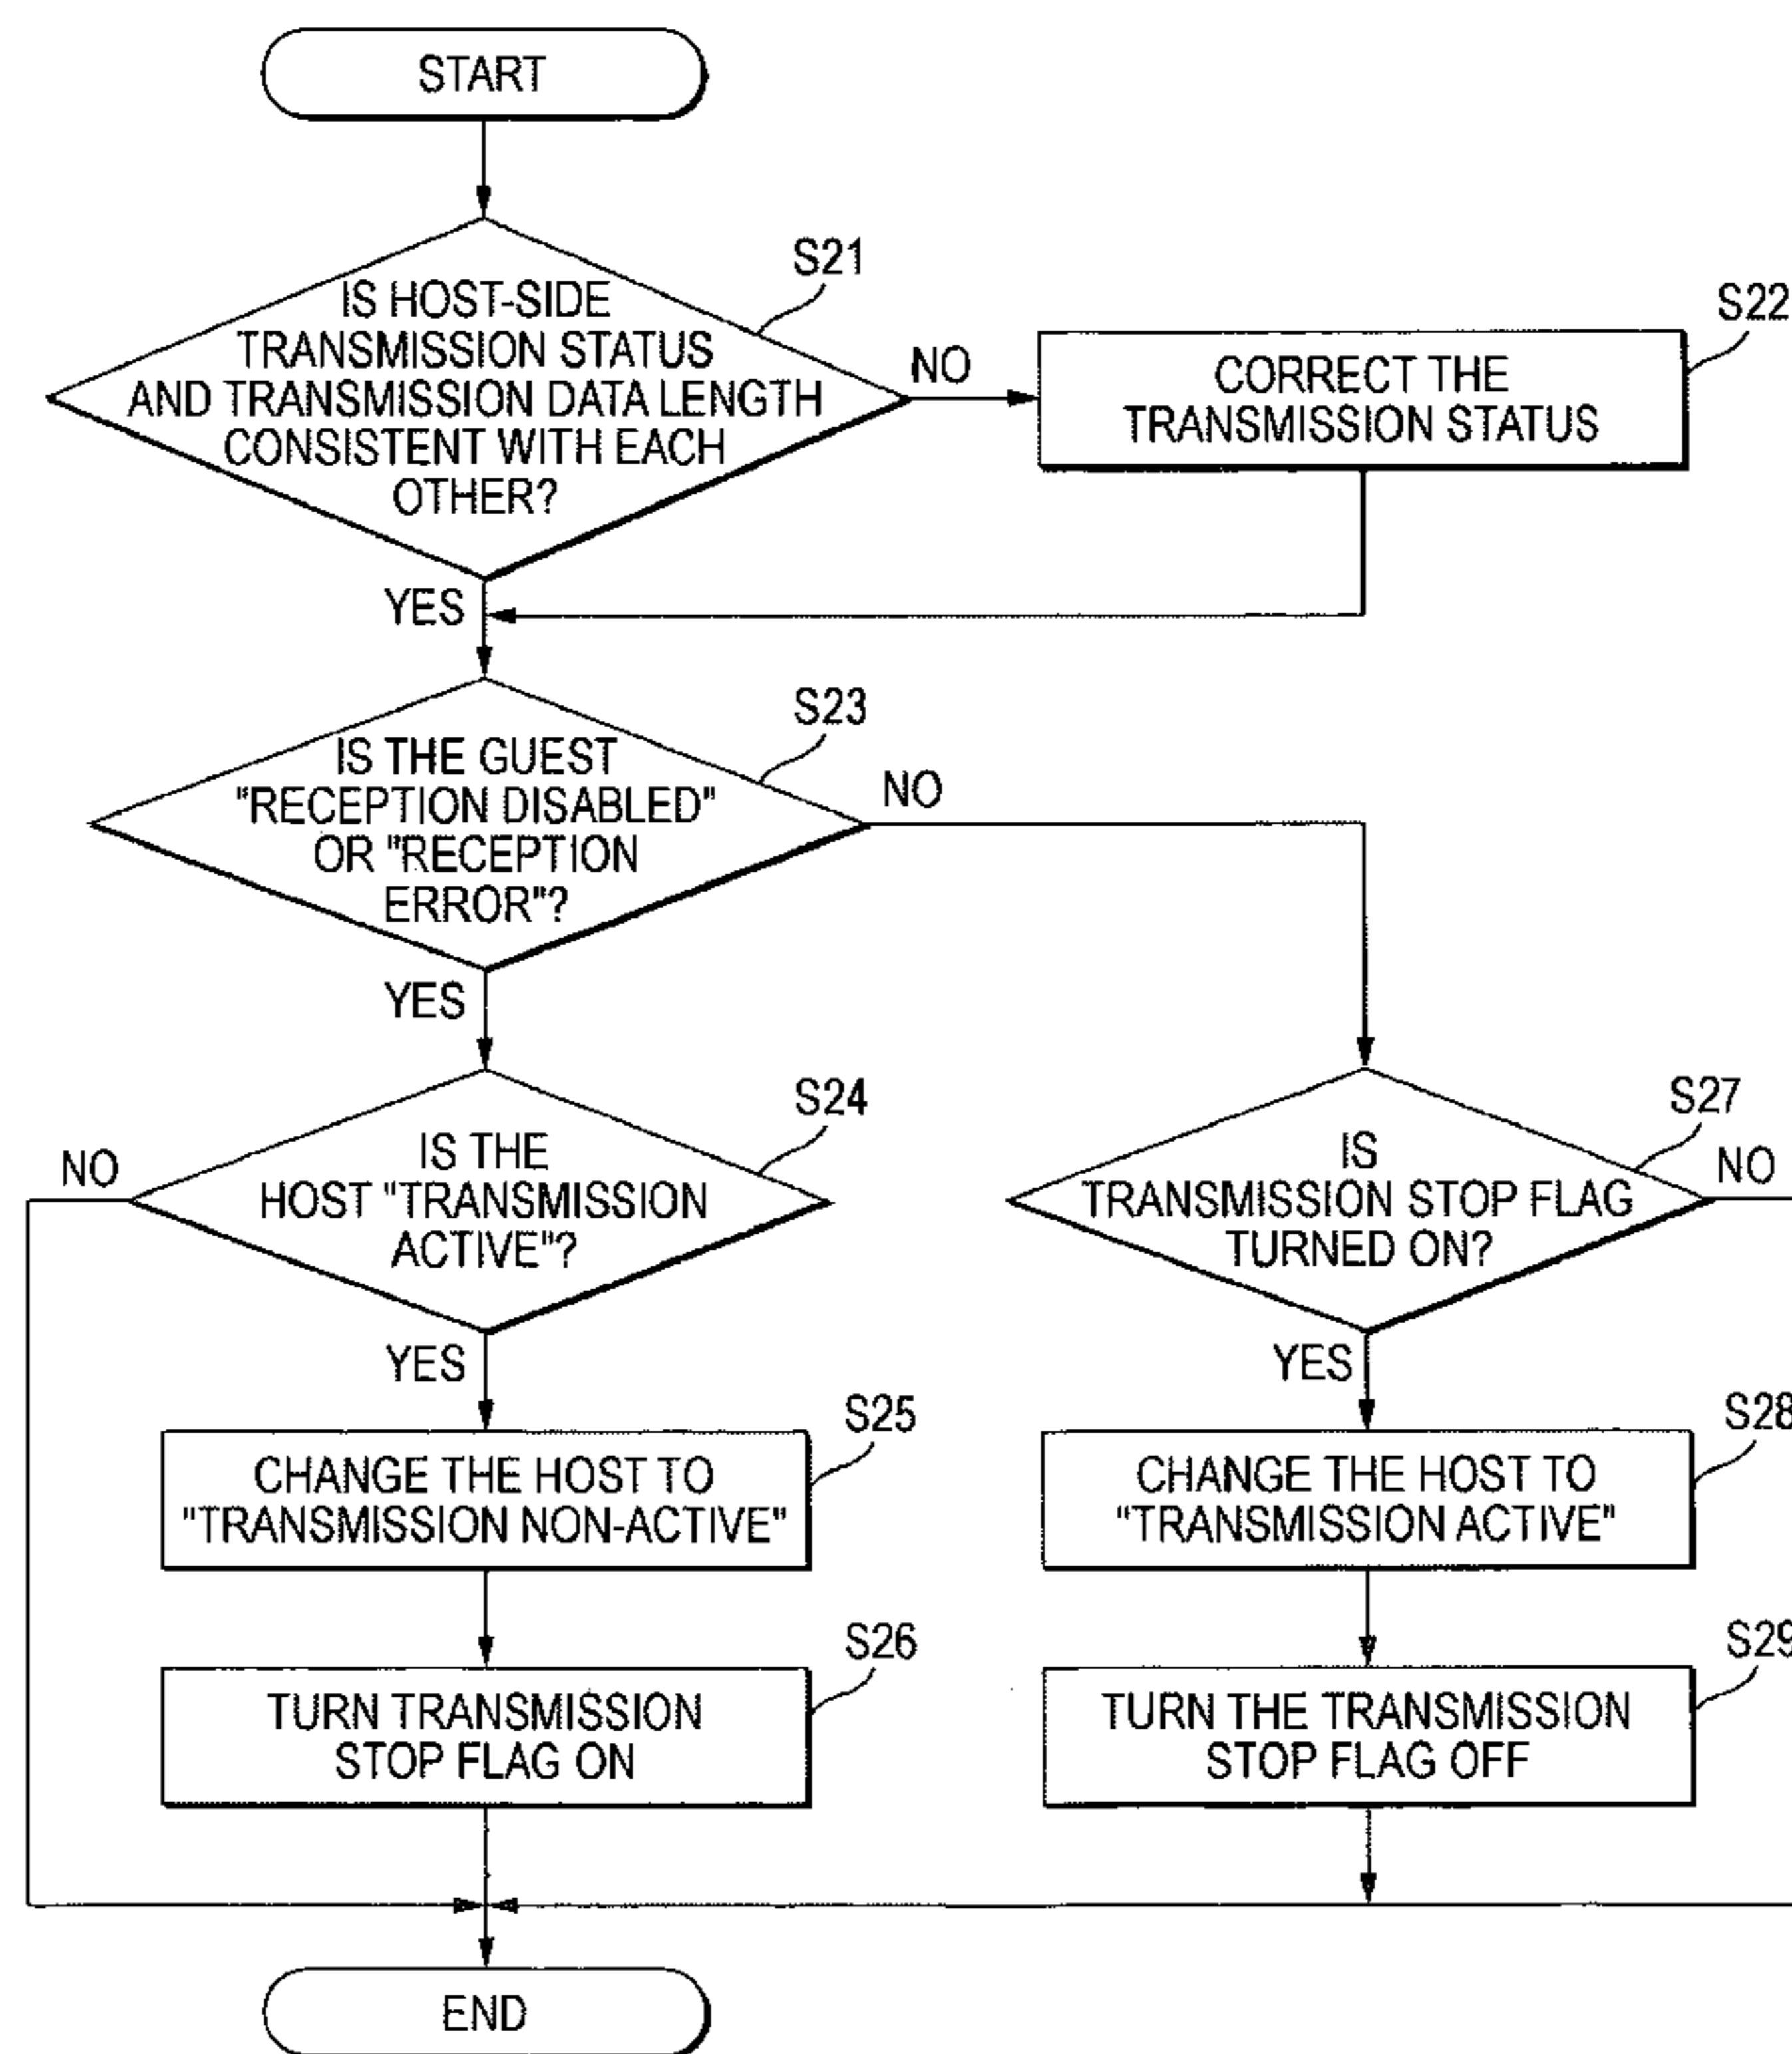 START
S21
IS HOST-SIDE
TRANSMISSION STATUS
AND TRANSMISSION DATA LENGTH
CONSISTENT WITH EACH
OTHER?
NO
S22
CORRECT THE
TRANSMISSION STATUS
YES
S23
IS THE GUEST
"RECEPTION DISABLED"
OR "RECEPTION
ERROR"?
NO
YES
S24
IS THE
HOST "TRANSMISSION
ACTIVE"?
NO
S27
IS
TRANSMISSION STOP FLAG
TURNED ON?
NO
YES
YES
S25
CHANGE THE HOST TO
"TRANSMISSION NON-ACTIVE"
S28
CHANGE THE HOST TO
"TRANSMISSION ACTIVE"
S26
TURN TRANSMISSION
STOP FLAG ON
S29
TURN THE TRANSMISSION
STOP FLAG OFF
END